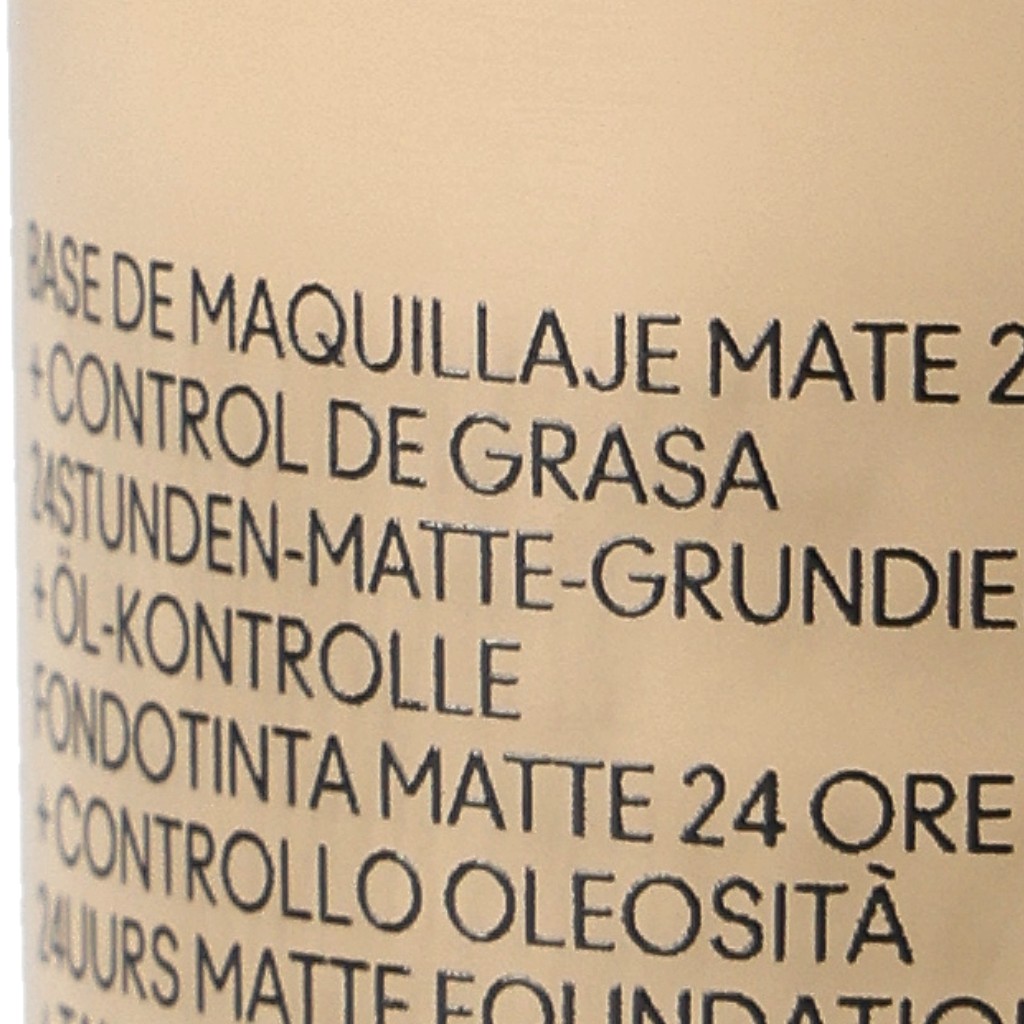 BASE DE MAQUILLAJE MATE 2
+CONTROL DE GRASA
24STUNDEN-MATTE-GRUNDIE
+ÖL-KONTROLLE
FONDOTINTA MATTE 24 ORE
+CONTROLLO OLEOSITÀ
24UURS MATTE FOUNDATIO